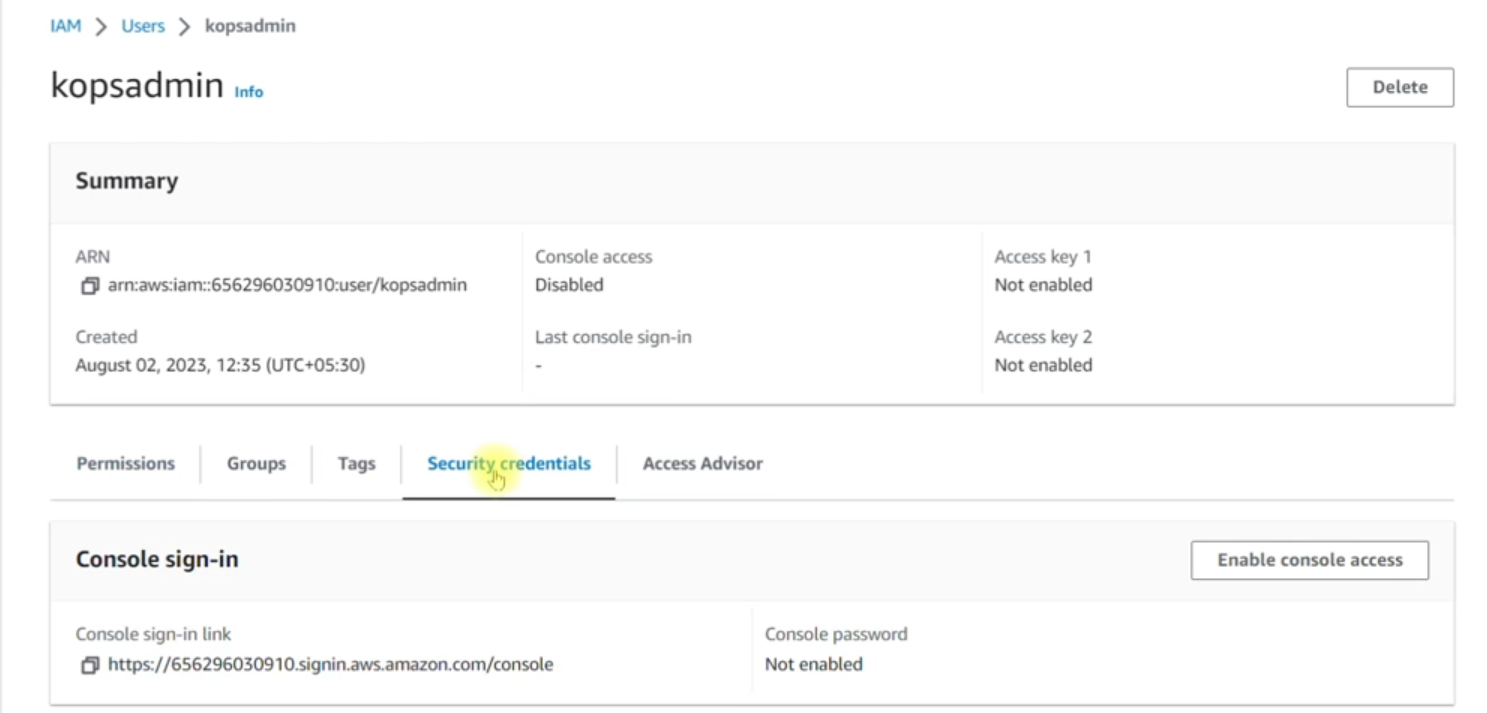 IAM > Users > kopsadmin
kopsadmin Info
Delete
Summary
ARN
arn:aws:iam::656296030910:user/kopsadmin
Created
August 02, 2023, 12:35 (UTC+05:30)
Console access
Disabled
Last console sign-in
-
Access key 1
Not enabled
Access key 2
Not enabled
Permissions
Groups
Tags
Security credentials
Access Advisor
Console sign-in
Enable console access
Console sign-in link
https://656296030910.signin.aws.amazon.com/console
Console password
Not enabled